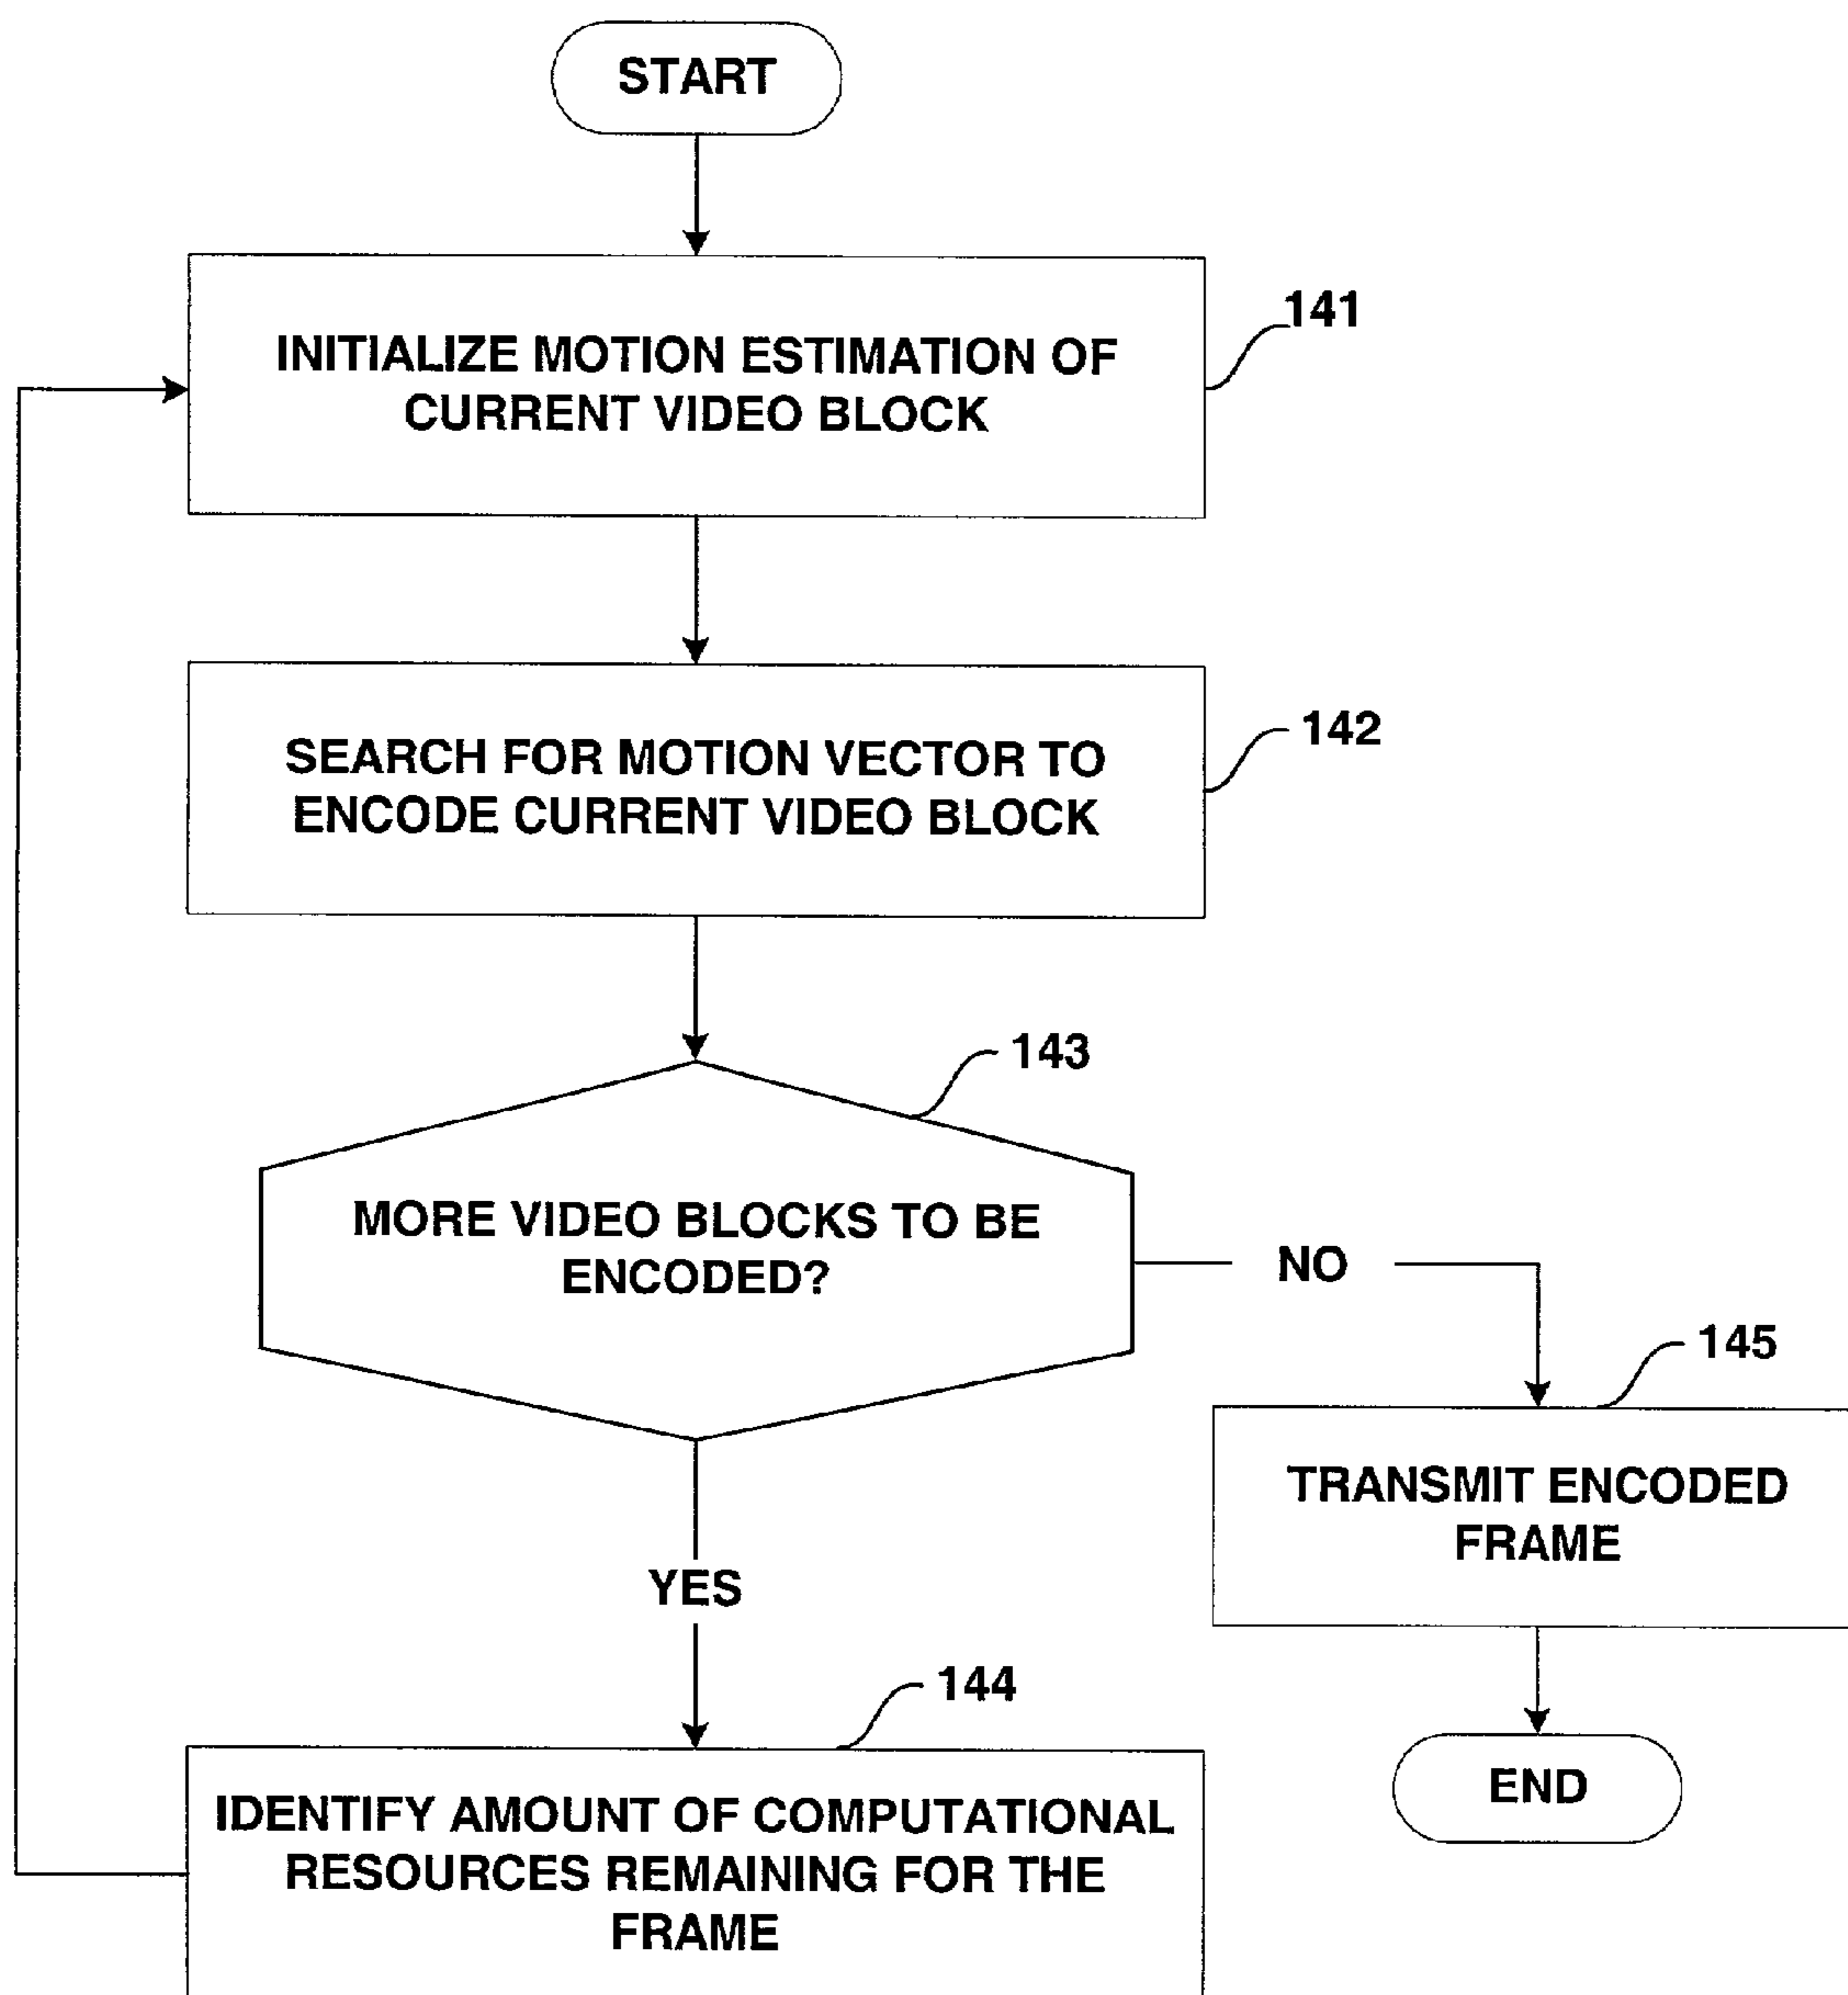 START
INITIALIZE MOTION ESTIMATION OF
CURRENT VIDEO BLOCK
141
SEARCH FOR MOTION VECTOR TO
ENCODE CURRENT VIDEO BLOCK
142
143
MORE VIDEO BLOCKS TO BE
ENCODED?
NO
145
TRANSMIT ENCODED
FRAME
YES
144
IDENTIFY AMOUNT OF COMPUTATIONAL
RESOURCES REMAINING FOR THE
FRAME
END